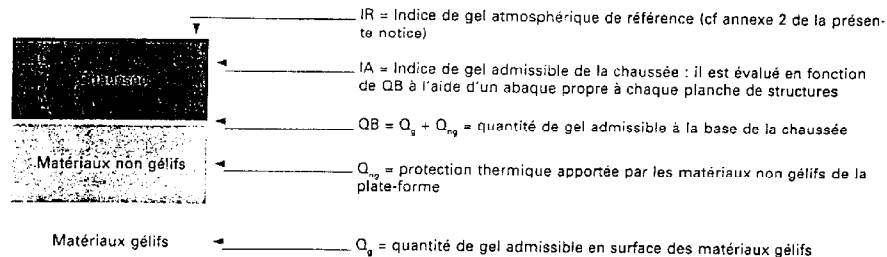 IR = Indice de gel atmosphérique de référence (cf annexe 2 de la présen-
te notice)
Chaussée
IA = Indice de gel admissible de la chaussée : il est évalué en fonction
de QB à l'aide d'un abaque propre à chaque planche de structures
QB = Qg + Qng = quantité de gel admissible à la base de la chaussée
Matériaux non gélifs
Qng = protection thermique apportée par les matériaux non gélifs de la
plate-forme
Matériaux gélifs
Qg = quantité de gel admissible en surface des matériaux gélifs